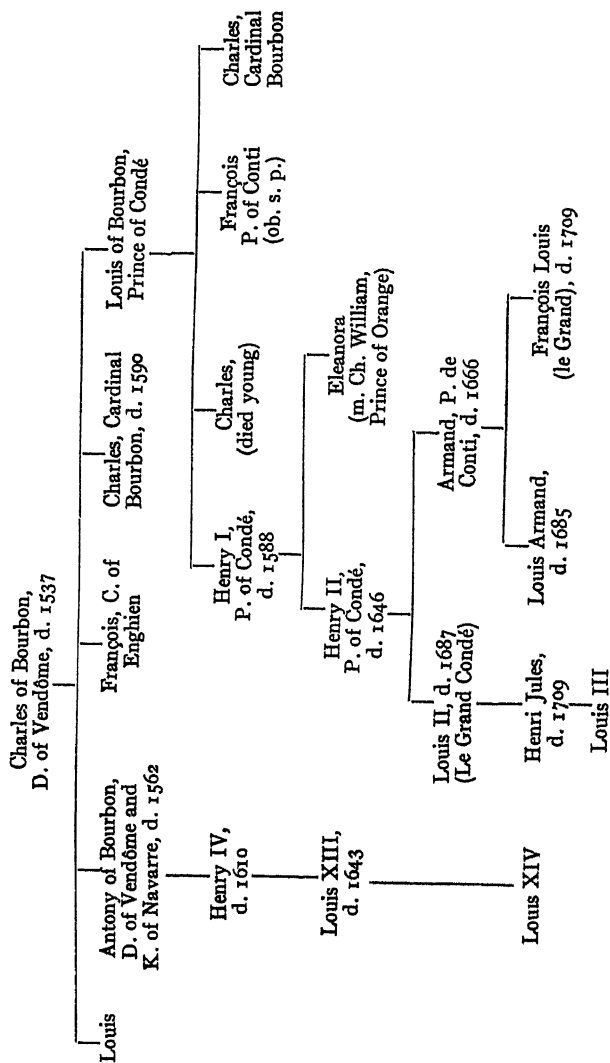 Charles of Bourbon,
D. of Vendôme, d. 1537
Louis
Antony of Bourbon,
D. of Vendôme and
K. of Navarre, d. 1562
François, C. of
Enghien
Charles, Cardinal
Bourbon, d. 1590
Louis of Bourbon,
Prince of Condé
Henry IV,
d. 1610
Henry I,
P. of Condé,
d. 1588
Charles,
(died young)
François
P. of Conti
(ob. s. p.)
Charles,
Cardinal
Bourbon
Louis XIII,
d. 1643
Henry II,
P. of Condé,
d. 1646
Eleanora
(m. Ch. William,
Prince of Orange)
Louis XIV
Louis II, d. 1687
(Le Grand Condé)
Armand, P. de
Conti, d. 1666
Henri Jules,
d. 1709
Louis Armand,
d. 1685
François Louis
(le Grand), d. 1709
Louis III